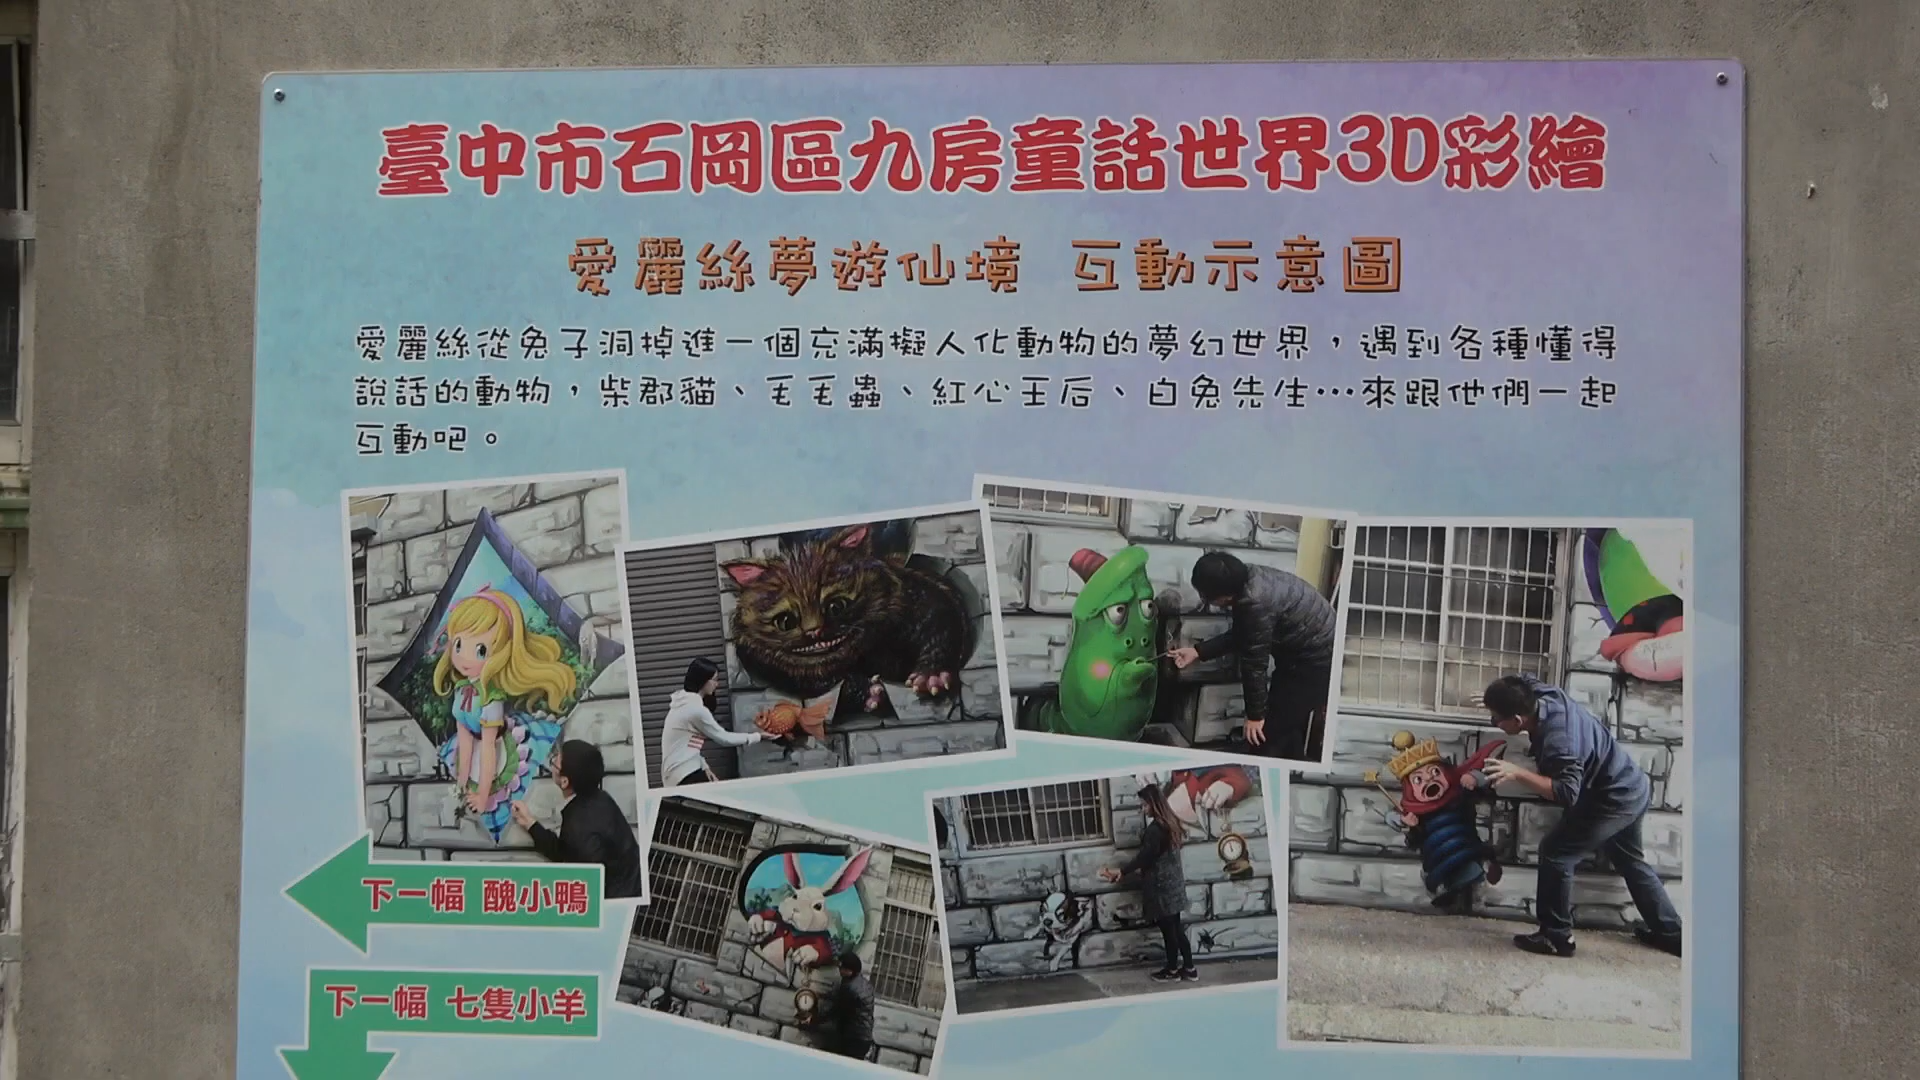 臺中市石岡區九房童話世界3D彩繪
愛麗絲夢遊仙境 互動示意圖
愛麗絲從兔子洞掉進一個充滿擬人化動物的夢幻世界，遇到各種懂得
說話的動物，柴郡貓、毛毛蟲、紅心王后、白兔先生…來跟他們一起
互動吧。
下一幅 醜小鴨
下一幅 七隻小羊